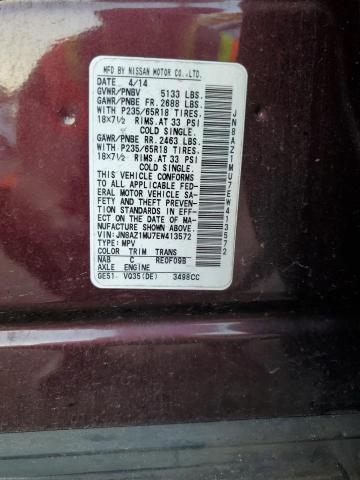 MFD BY NISSAN MOTOR CO.,LTD.
DATE 4/14
GVWR/PNBV 5133 LBS.
GAWR/PNBE FR. 2688 LBS.
WITH P235/65R18 TIRES.
18X7½ RIMS.AT 33 PSI
COLD SINGLE.
GAWR/PNBE RR. 2463 LBS.
WITH P235/65R18 TIRES.
18X7½ RIMS.AT 33 PSI
COLD SINGLE.
THIS VEHICLE CONFORMS
TO ALL APPLICABLE FEDE-
RAL MOTOR VEHICLE SA-
FETY AND THEFT PREVEN-
TION STANDARDS IN EFF-
ECT ON THE DATE OF MA-
NUFACTURE SHOWN ABOVE.
VIN:JN8AZ1MU7EW413572
TYPE: MPV
COLOR TRIM TRANS
NAB C RE0F09B
AXLE ENGINE
GE51- VQ35(DE) 3498CC
JN8AZ1MU7EW413572